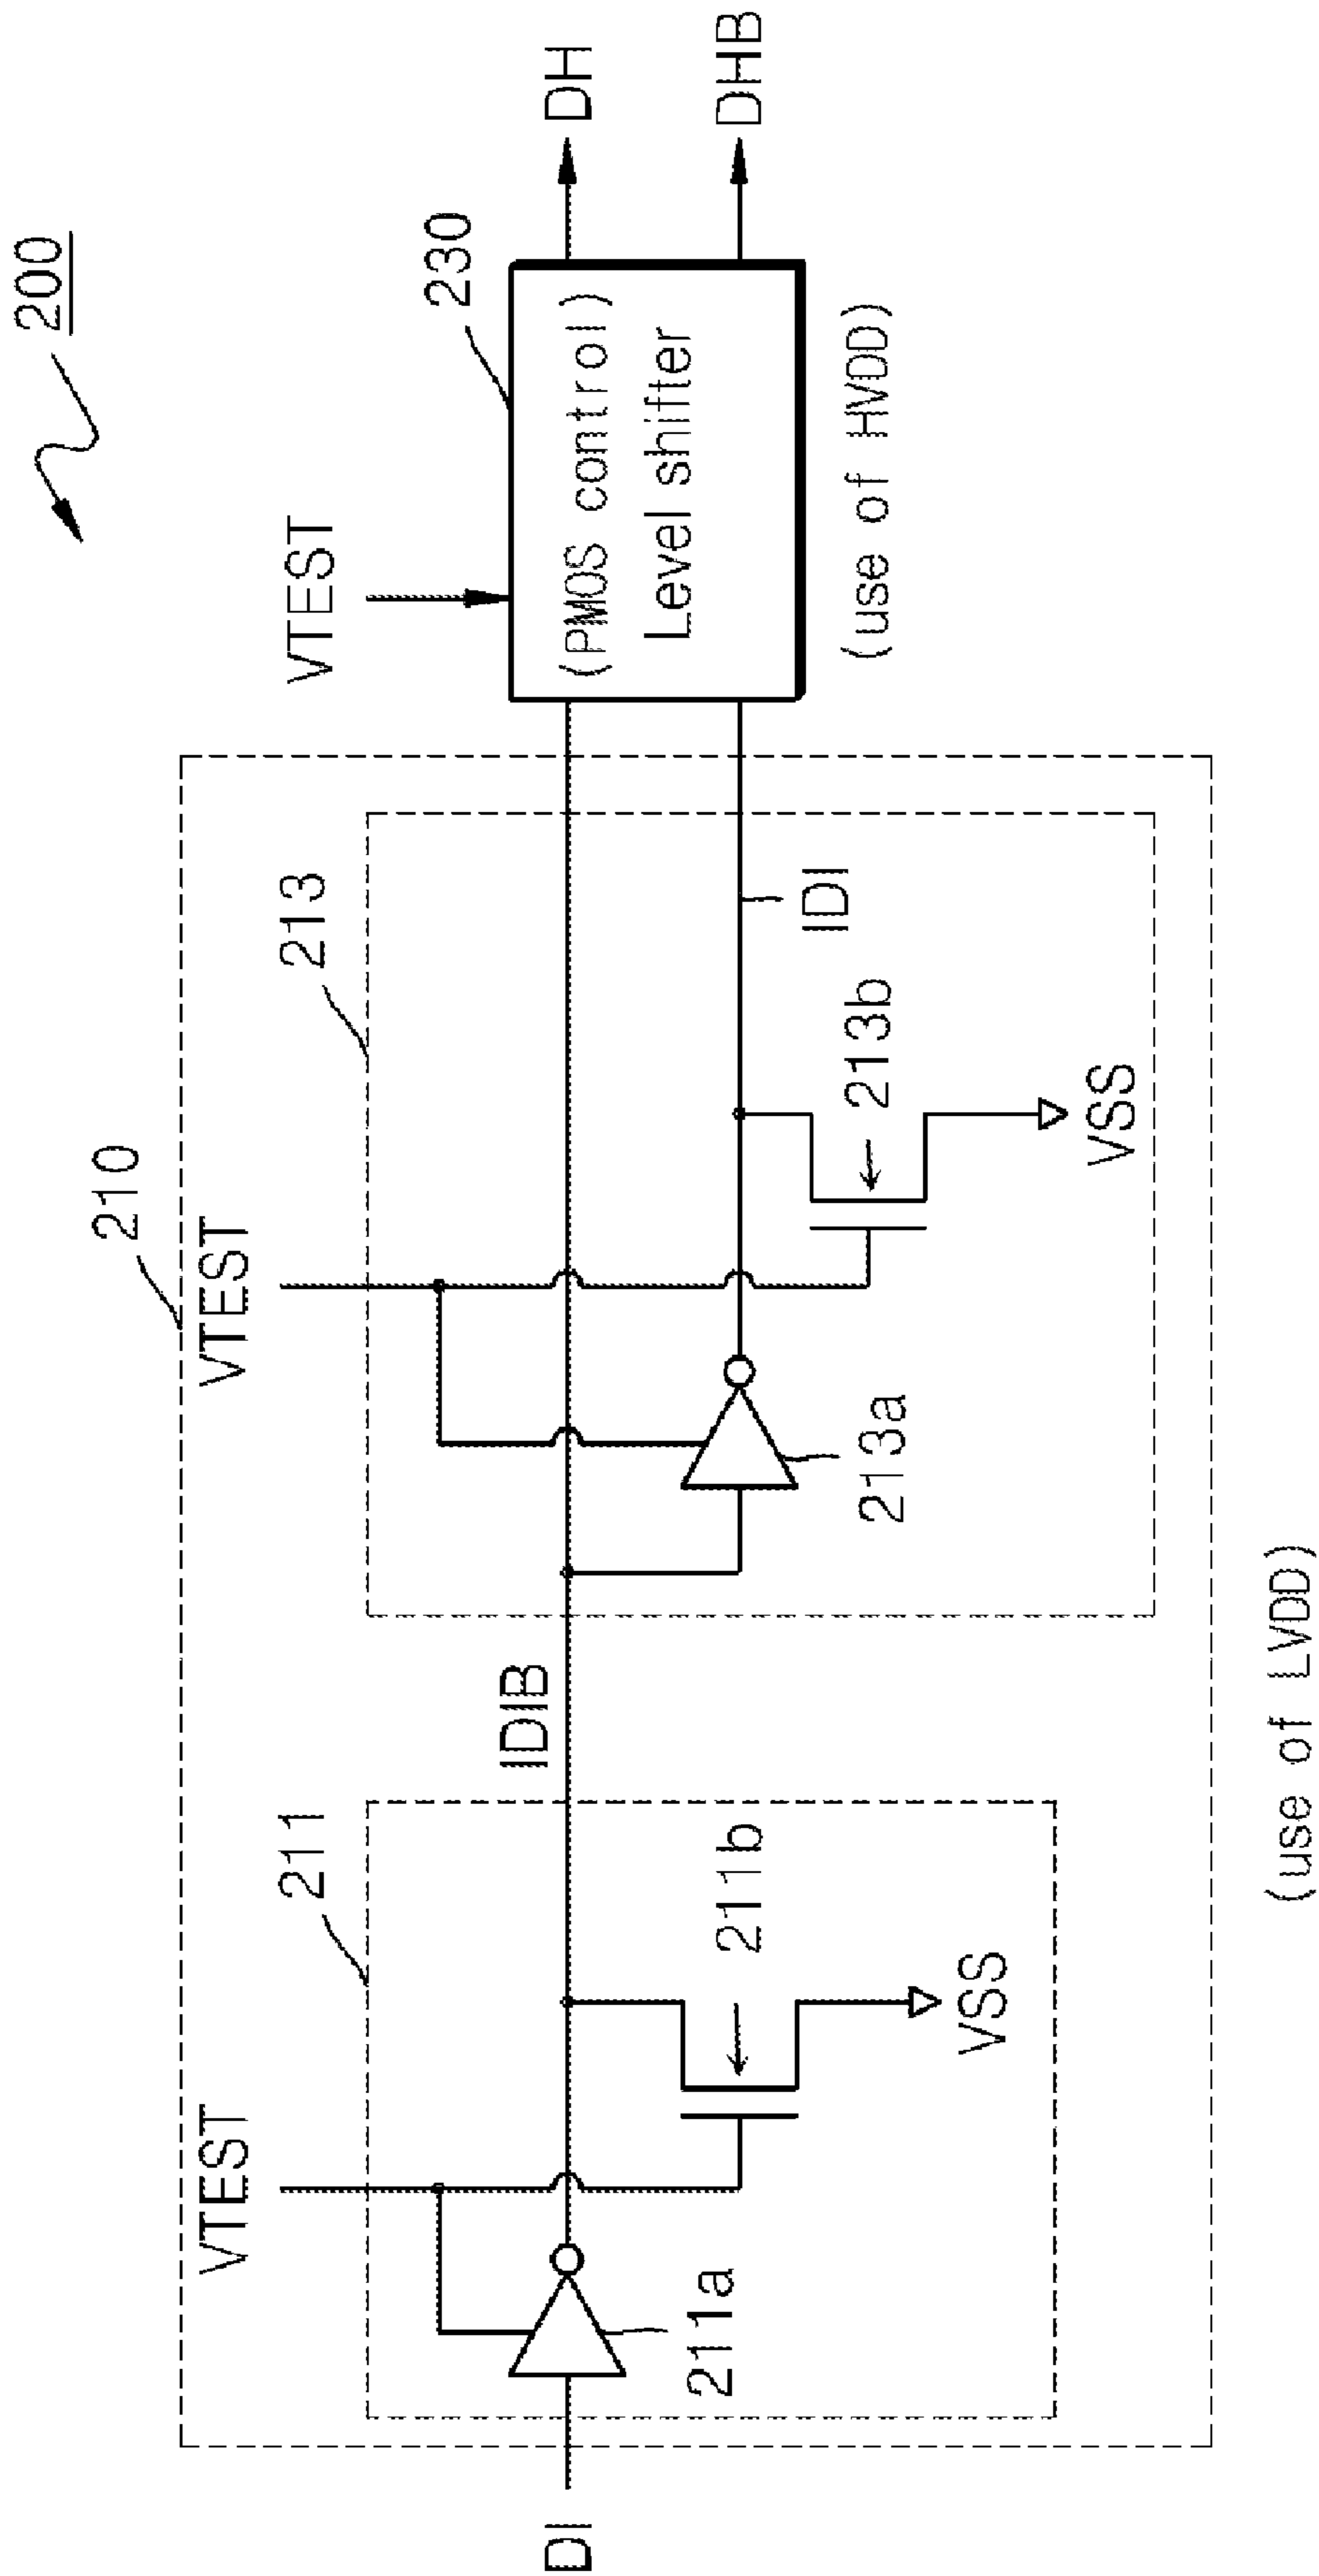 200
210
VTEST
VTEST
VTEST
211
213
230
DI
IDIB
(PMOS control)
Level shifter
DH
DHB
211a
211b
213a
213b
IDI
VSS
VSS
(use of HVDD)
(use of LVDD)